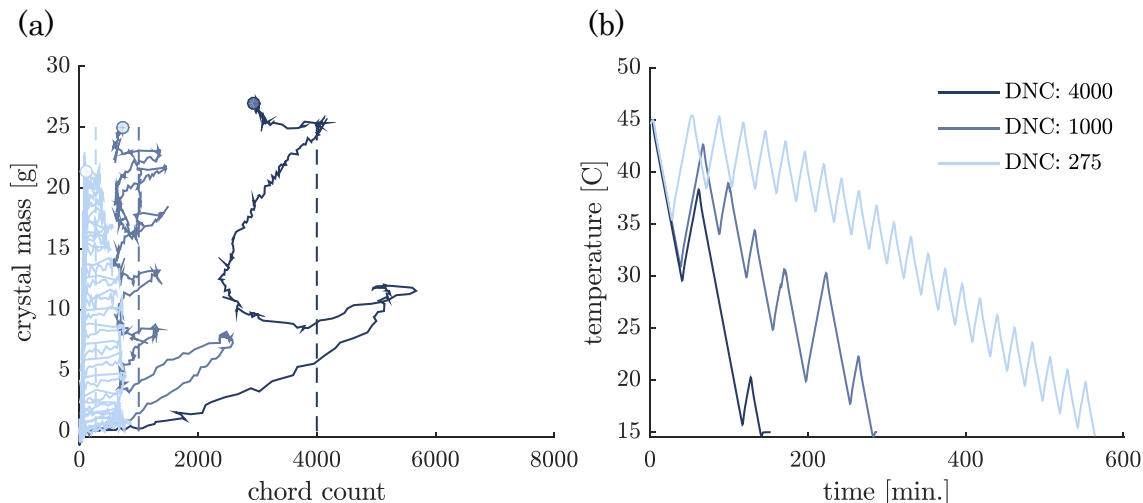 (a)
30
25
20
15
10
5
0
crystal mass [g]
0 2000 4000 6000 8000
chord count
(b)
50
45
40
35
30
25
20
15
temperature [C]
DNC: 4000
DNC: 1000
DNC: 275
0 200 400 600
time [min.]